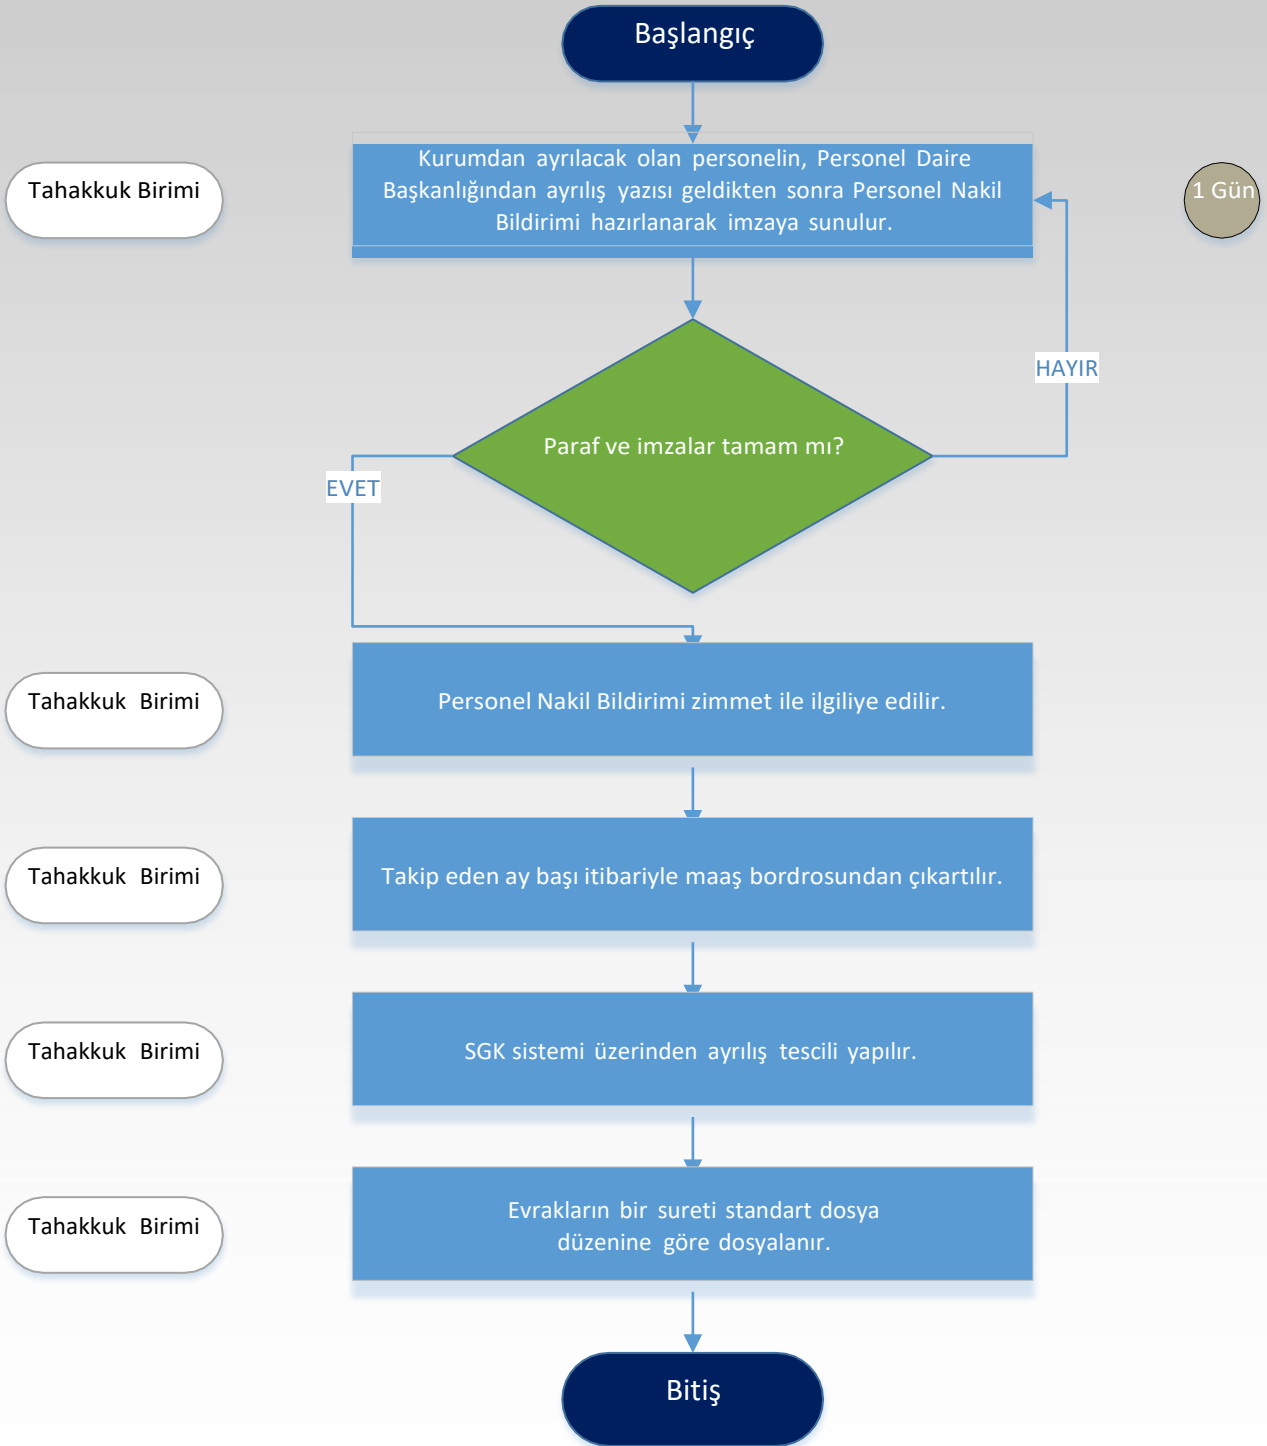 Başlangıç
Tahakkuk Birimi
Kurumdan ayrılacak olan personelin, Personel Daire
Başkanlığından ayrılış yazısı geldikten sonra Personel Nakil
Bildirimi hazırlanarak imzaya sunulur.
1 Gün
HAYIR
Paraf ve imzalar tamam mı?
EVET
Tahakkuk Birimi
Personel Nakil Bildirimi zimmet ile ilgiliye edilir.
Tahakkuk Birimi
Takip eden ay başı itibariyle maaş bordrosundan çıkartılır.
Tahakkuk Birimi
SGK sistemi üzerinden ayrılış tescili yapılır.
Tahakkuk Birimi
Evrakların bir sureti standart dosya
düzenine göre dosyalanır.
Bitiş